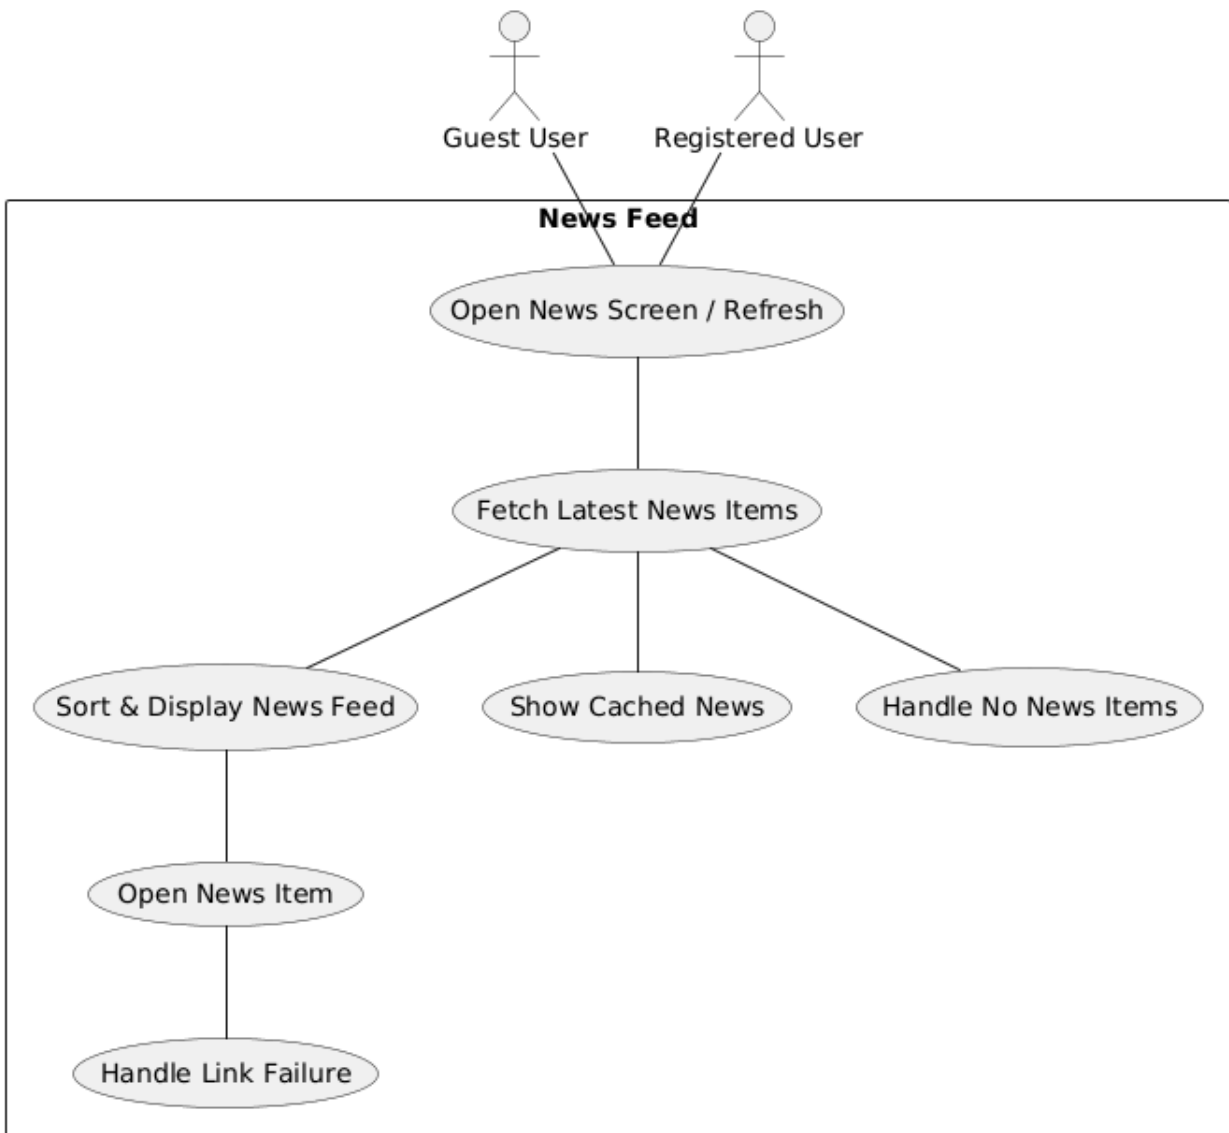 Guest User
Registered User
News Feed
Open News Screen / Refresh
Fetch Latest News Items
Sort & Display News Feed
Show Cached News
Handle No News Items
Open News Item
Handle Link Failure